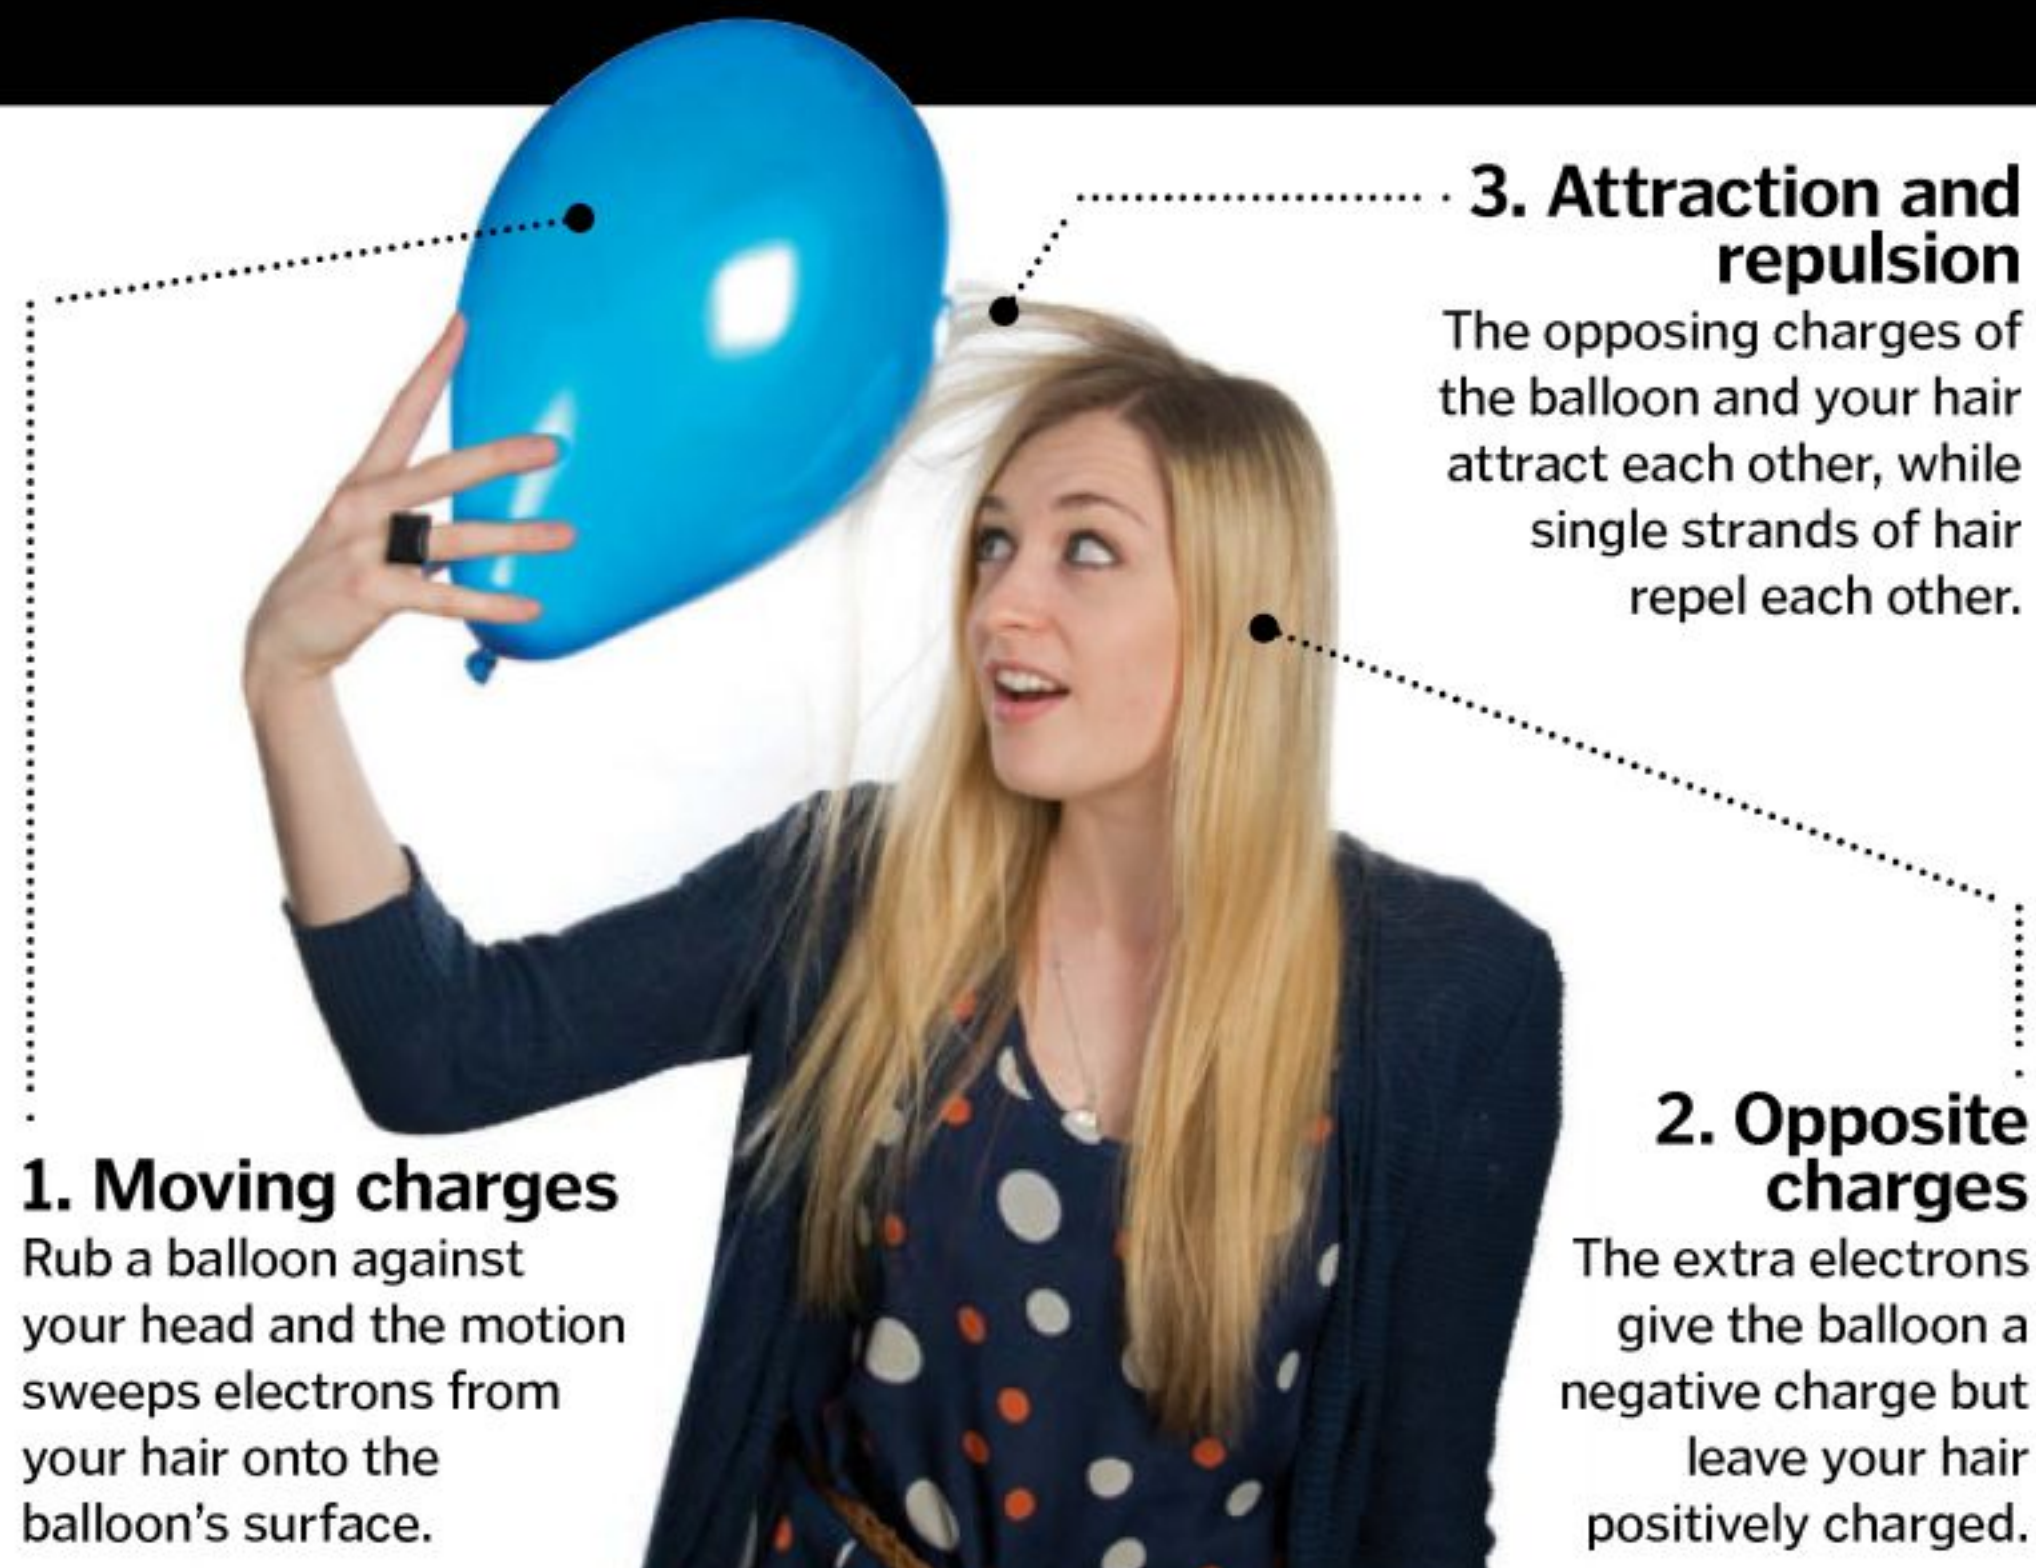 1. Moving charges
Rub a balloon against
your head and the motion
sweeps electrons from
your hair onto the
balloon's surface.
2. Opposite
charges
The extra electrons
give the balloon a
negative charge but
leave your hair
positively charged.
3. Attraction and
repulsion
The opposing charges of
the balloon and your hair
attract each other, while
single strands of hair
repel each other.